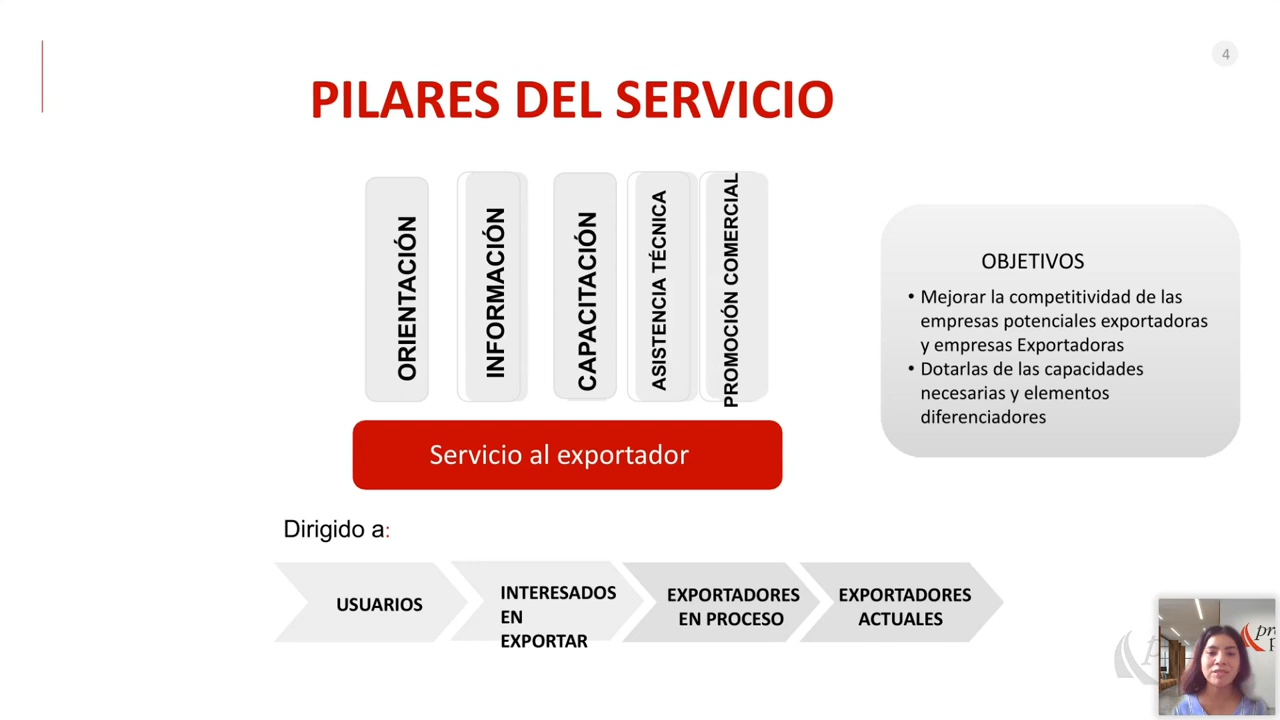 4
PILARES DEL SERVICIO
ORIENTACIÓN
INFORMACIÓN
CAPACITACIÓN
ASISTENCIA TÉCNICA
PROMOCIÓN COMERCIAL
Servicio al exportador
OBJETIVOS
• Mejorar la competitividad de las
empresas potenciales exportadoras
y empresas Exportadoras
• Dotarlas de las capacidades
necesarias y elementos
diferenciadores
Dirigido a:
USUARIOS
INTERESADOS
EN
EXPORTAR
EXPORTADORES
EN PROCESO
EXPORTADORES
ACTUALES